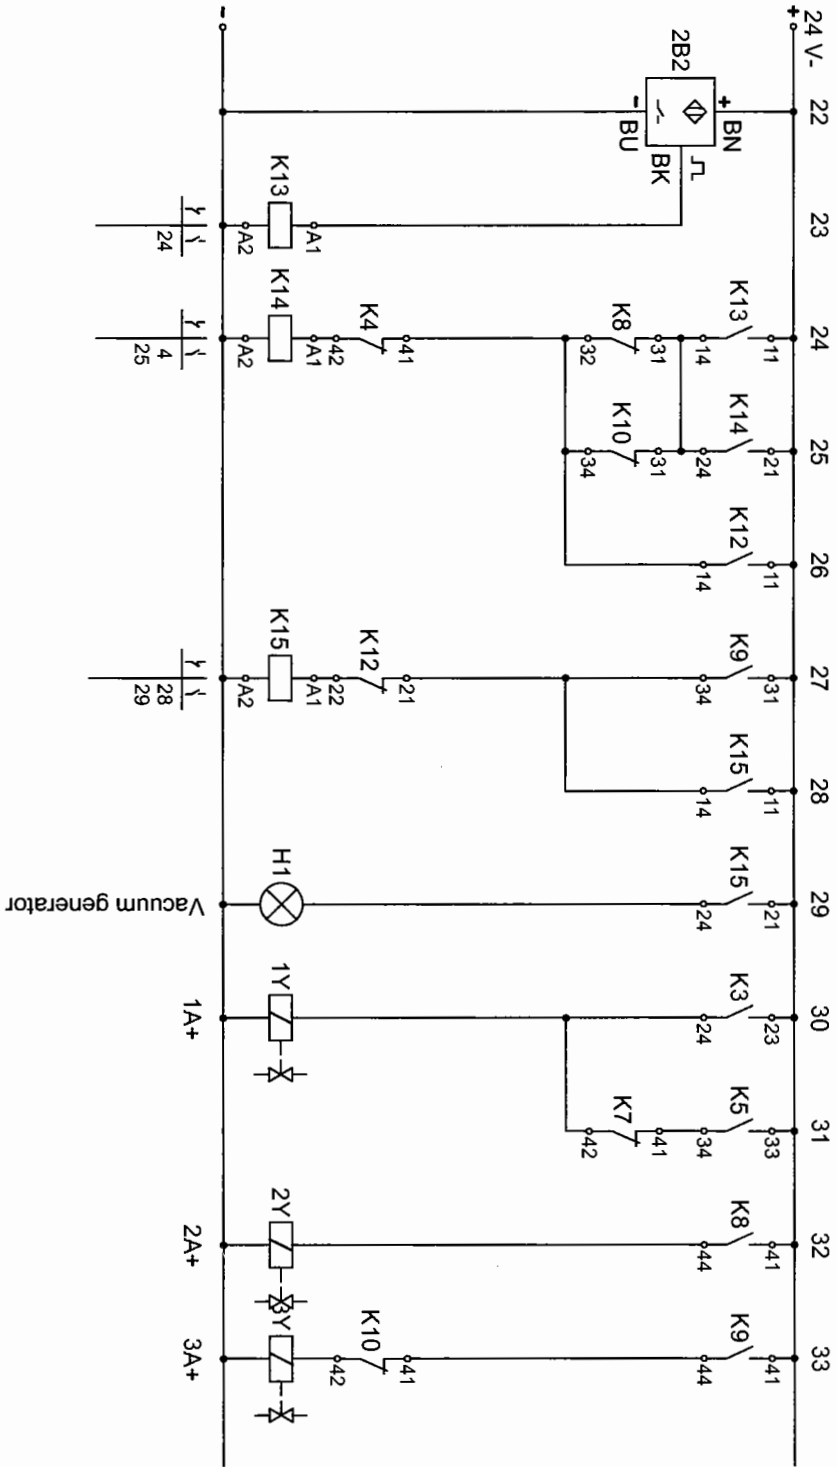 24 V-
22
23
24
25
26
27
28
29
30
31
32
33
+
2B2
+
BN
-
BU
BK
K13
11
14
K14
21
24
K12
11
14
K9
31
34
K15
11
14
K15
21
24
K3
23
24
K5
33
34
K8
41
44
K9
41
44
K8
31
32
K10
31
34
K7
41
42
K4
41
42
K12
21
22
K10
41
42
K13
A1
A2
K14
A1
A2
K15
A1
A2
H1
1Y
2Y
3Y
-
24
4
25
28
29
Vacuum generator
1A+
2A+
3A+